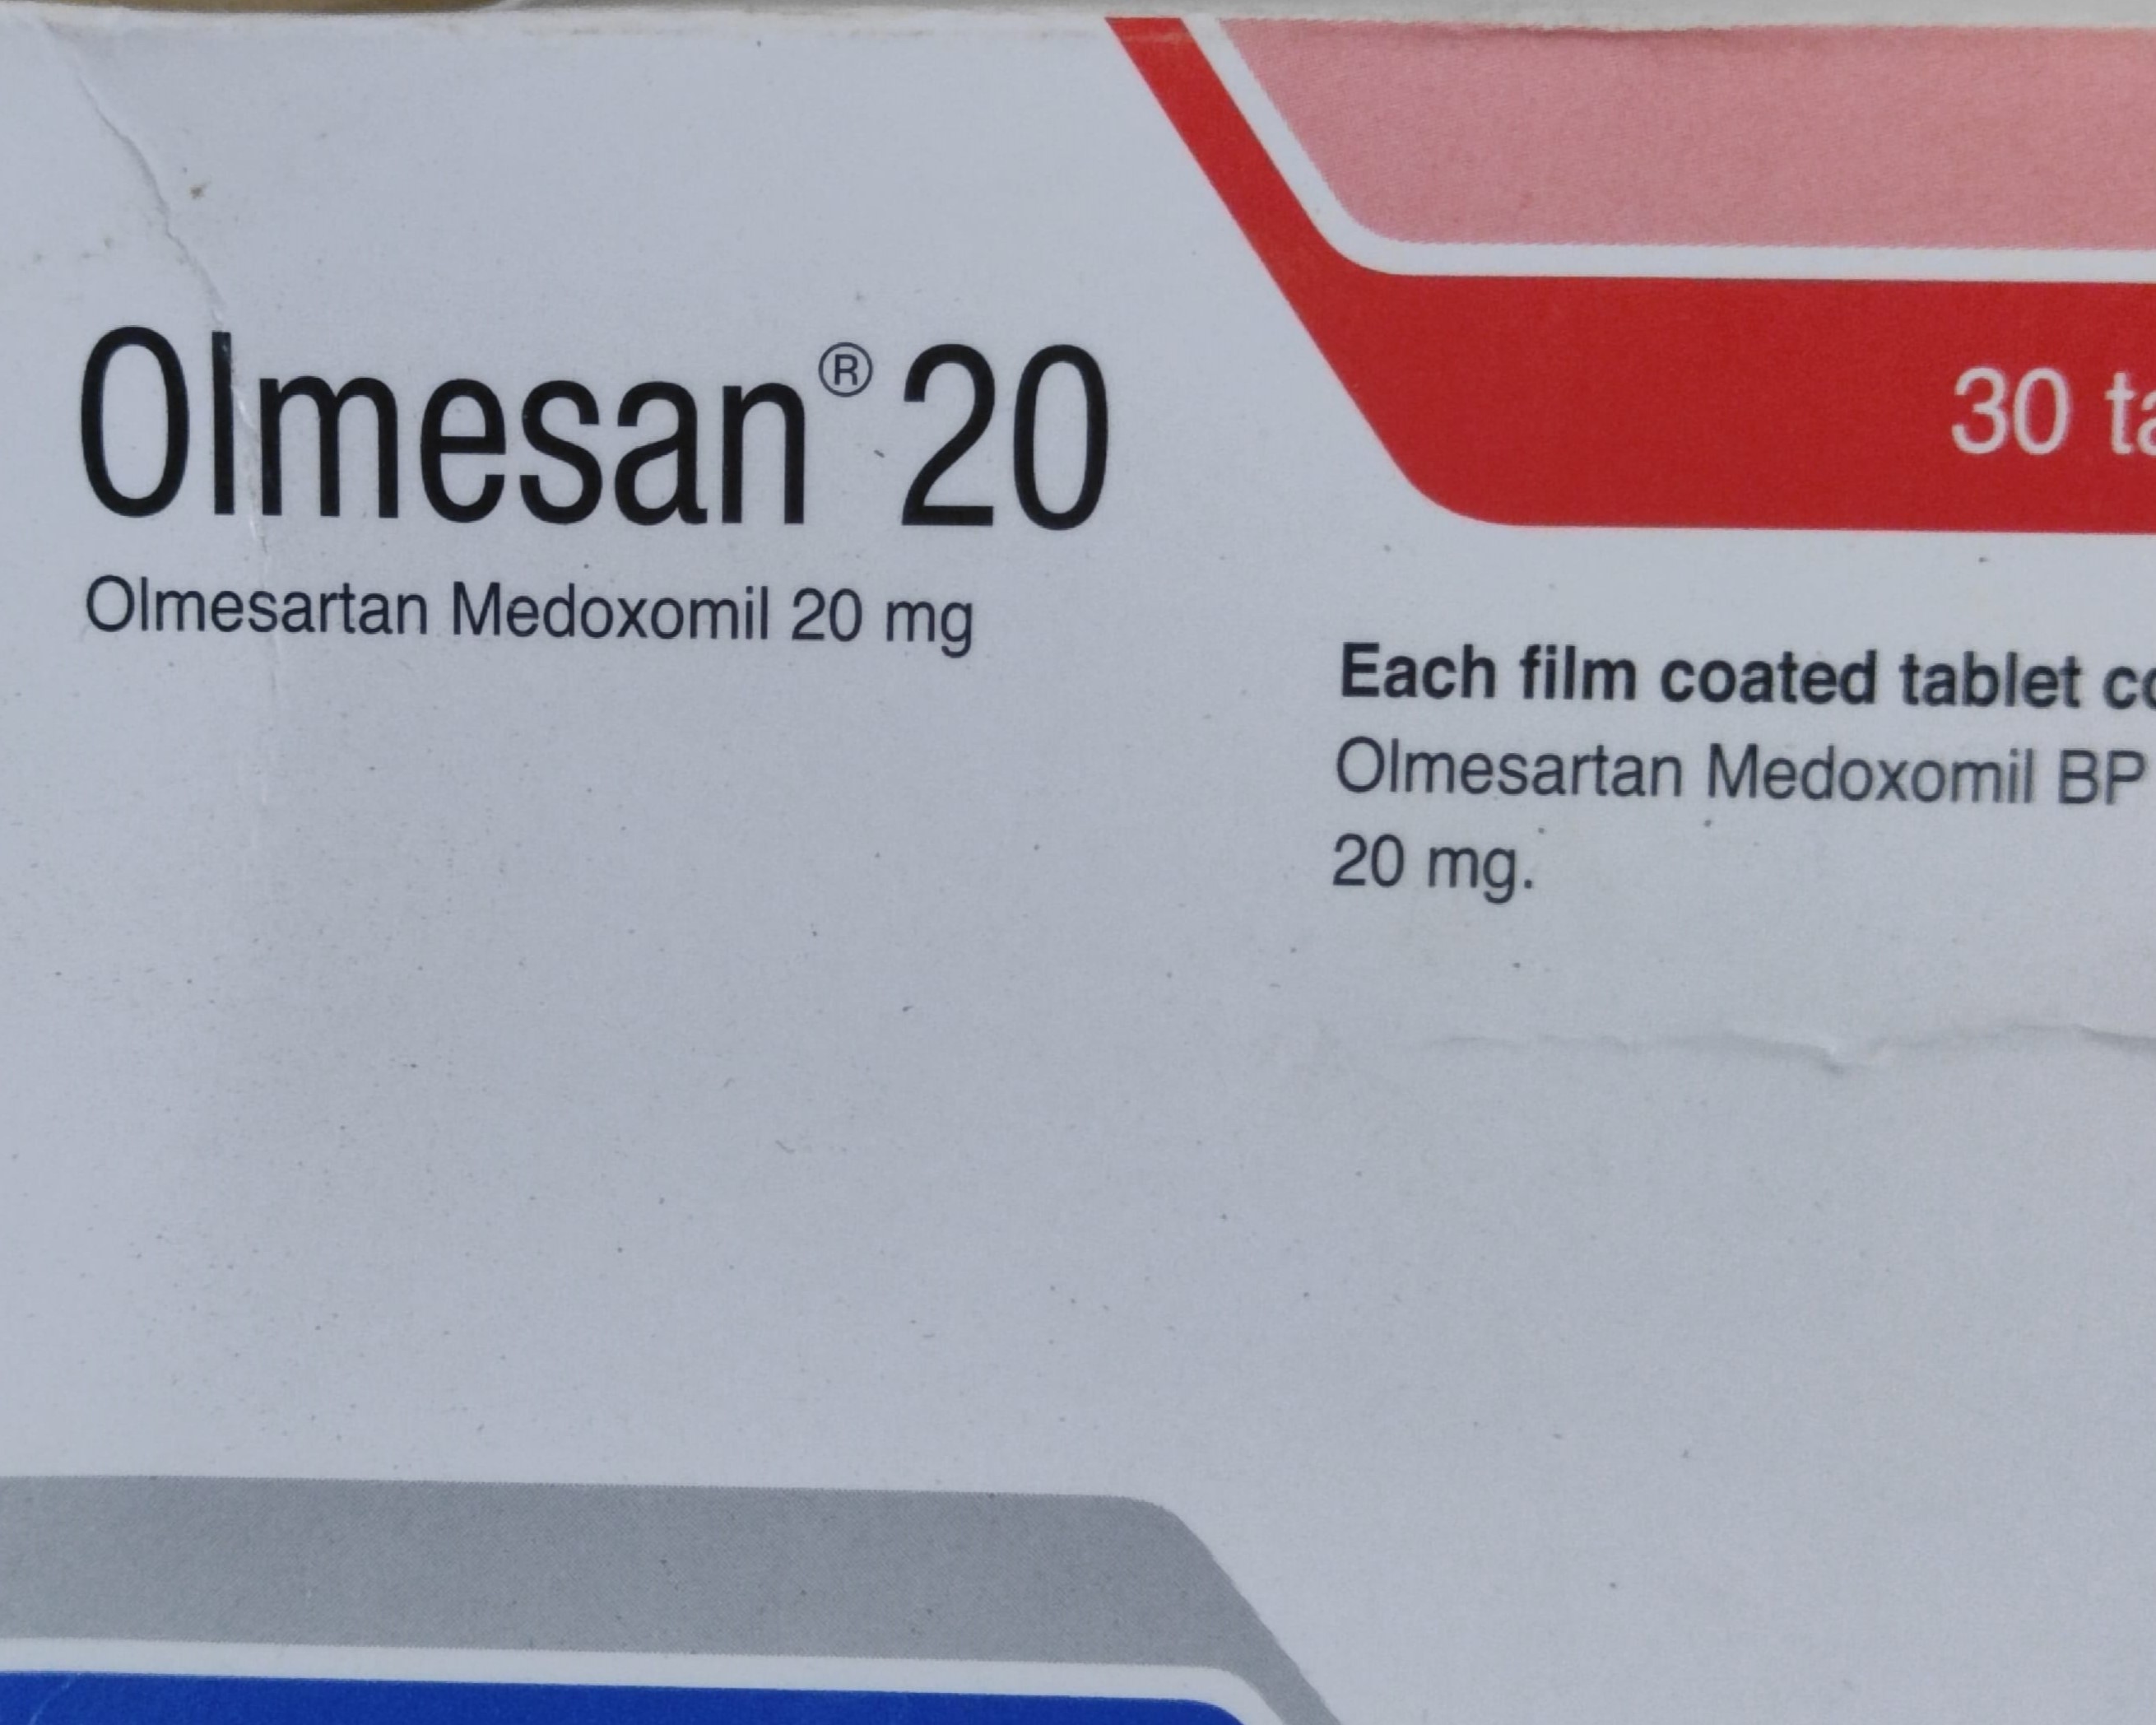 Olmesan® 20
Olmesartan Medoxomil 20 mg
30
Each film coated tablet
Olmesartan Medoxomil BP
20 mg.